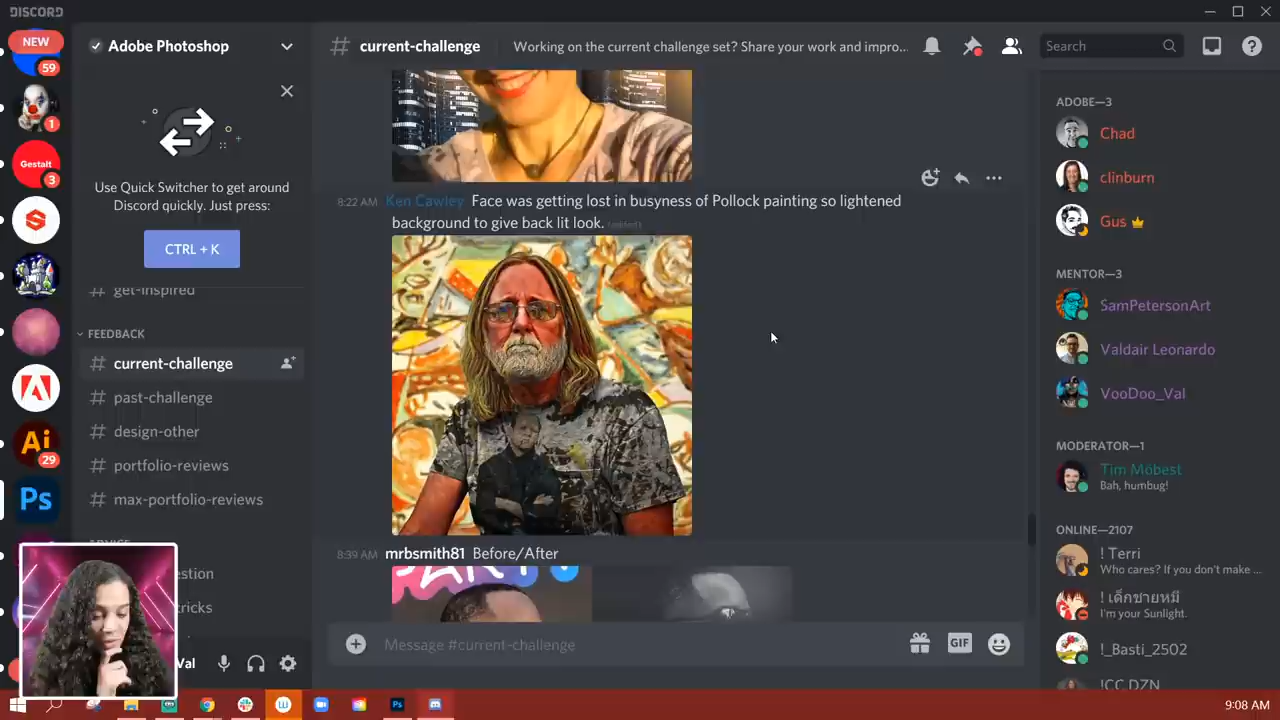 DISCORD
NEW
59
1
Gestalt
3
Ai
29
Ps
Adobe Photoshop
Use Quick Switcher to get around
Discord quickly. Just press:
CTRL + K
# get-inspired
FEEDBACK
# current-challenge
# past-challenge
# design-other
# portfolio-reviews
# max-portfolio-reviews
Val
# current-challenge
Working on the current challenge set? Share your work and impro...
Search
8:22 AM Ken Cawley Face was getting lost in busyness of Pollock painting so lightened
background to give back lit look. (edited)
8:39 AM mrbsmith81 Before/After
Message #current-challenge
GIF
ADOBE—3
Chad
clinburn
Gus
MENTOR—3
SamPetersonArt
Valdair Leonardo
VooDoo_Val
MODERATOR—1
Tim Möbest
Bah, humbug!
ONLINE—2107
! Terri
Who cares? If you don't make ...
! เด็กชายหมี
I'm your Sunlight.
!_Basti_2502
!CC.DZN
Ps
9:08 AM